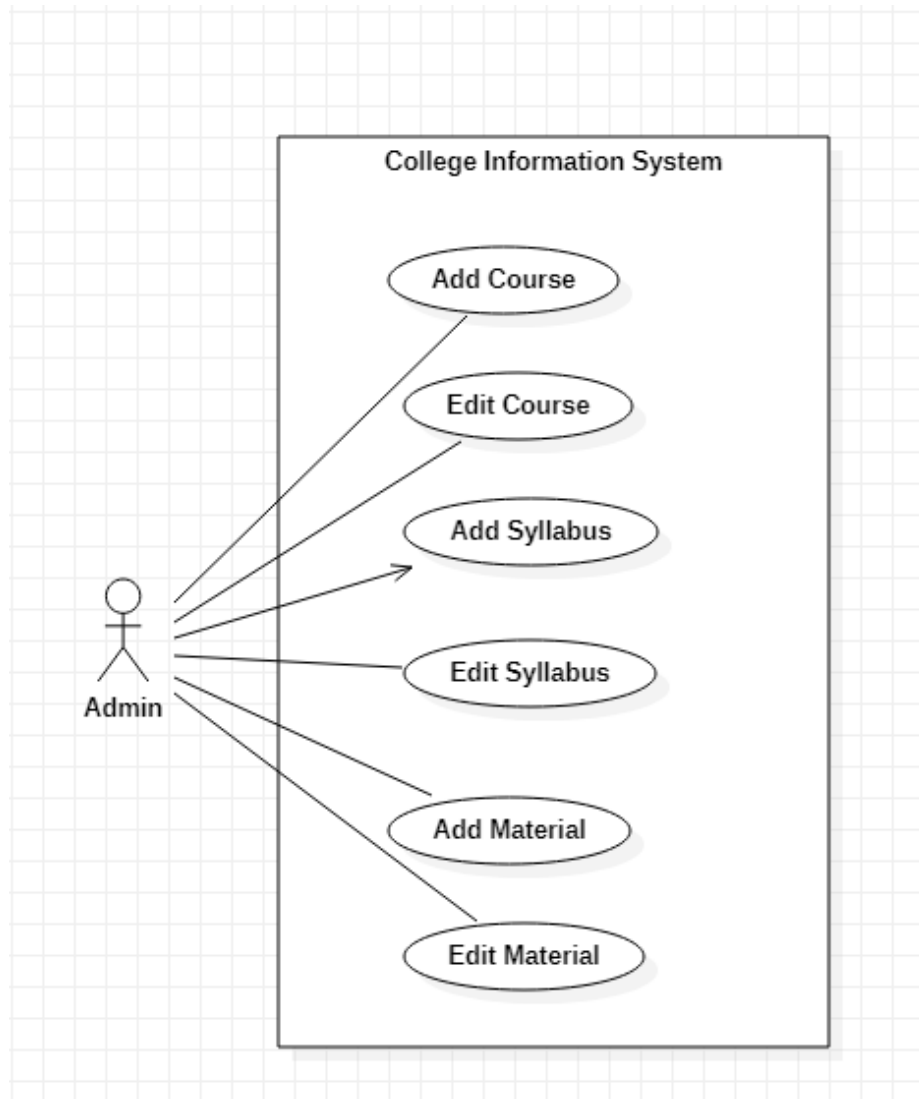 College Information System
Add Course
Edit Course
Add Syllabus
Edit Syllabus
Admin
Add Material
Edit Material